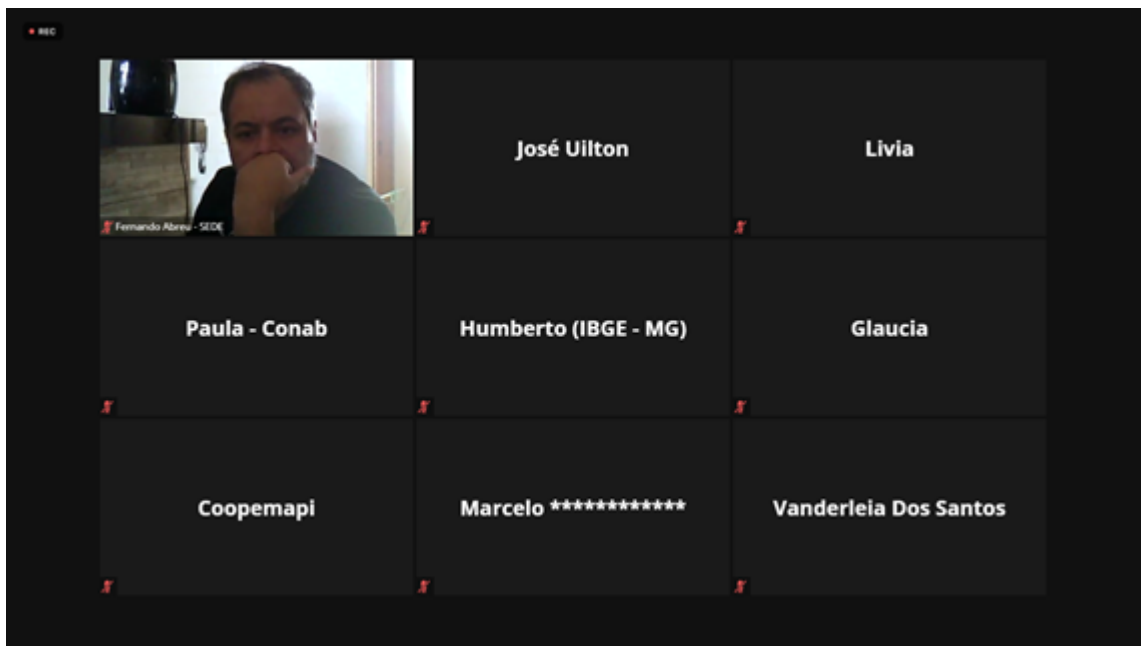 REC
Fernando Abreu - SEDE
José Uilton
Livia
Paula - Conab
Humberto (IBGE - MG)
Glaucia
Coopemapi
Marcelo ************
Vanderleia Dos Santos